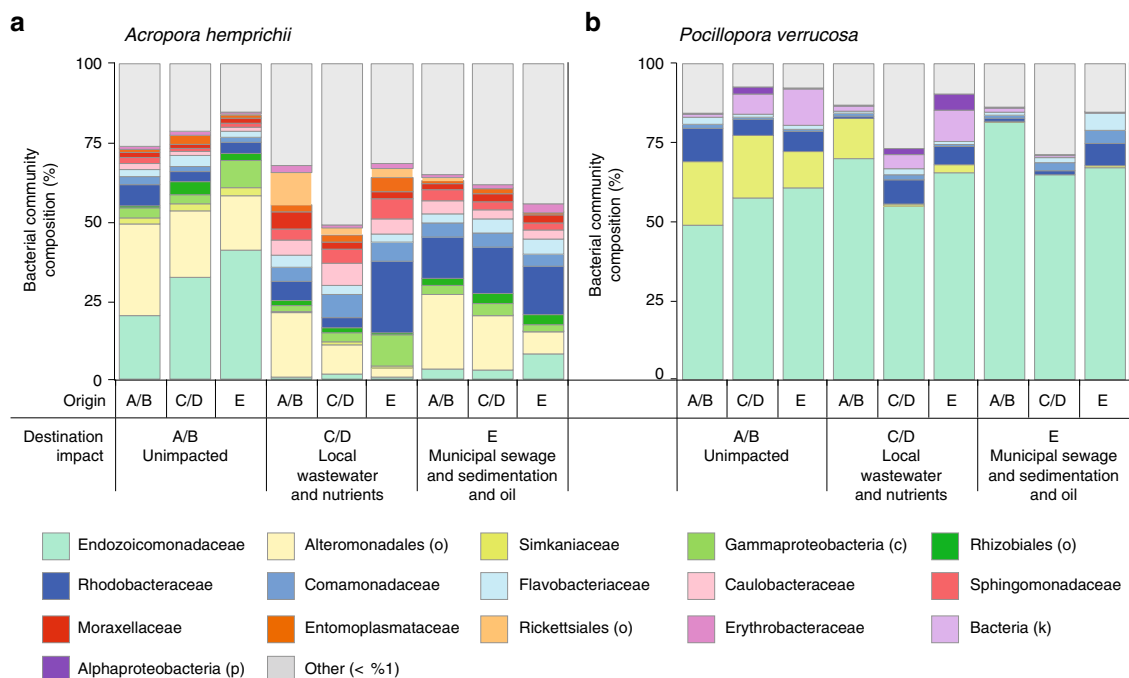 a
Acropora hemprichii
100
75
50
25
0
Bacterial community
composition (%)
Origin
A/B
C/D
E
A/B
C/D
E
A/B
C/D
E
Destination
impact
A/B
Unimpacted
C/D
Local
wastewater
and nutrients
E
Municipal sewage
and sedimentation
and oil
b
Pocillopora verrucosa
100
75
50
25
0
Bacterial community
composition (%)
A/B
C/D
E
A/B
C/D
E
A/B
C/D
E
A/B
Unimpacted
C/D
Local
wastewater
and nutrients
E
Municipal sewage
and sedimentation
and oil
Endozoicomonadaceae
Alteromonadales (o)
Simkaniaceae
Gammaproteobacteria (c)
Rhizobiales (o)
Rhodobacteraceae
Comamonadaceae
Flavobacteriaceae
Caulobacteraceae
Sphingomonadaceae
Moraxellaceae
Entomoplasmataceae
Rickettsiales (o)
Erythrobacteraceae
Bacteria (k)
Alphaproteobacteria (p)
Other (< %1)